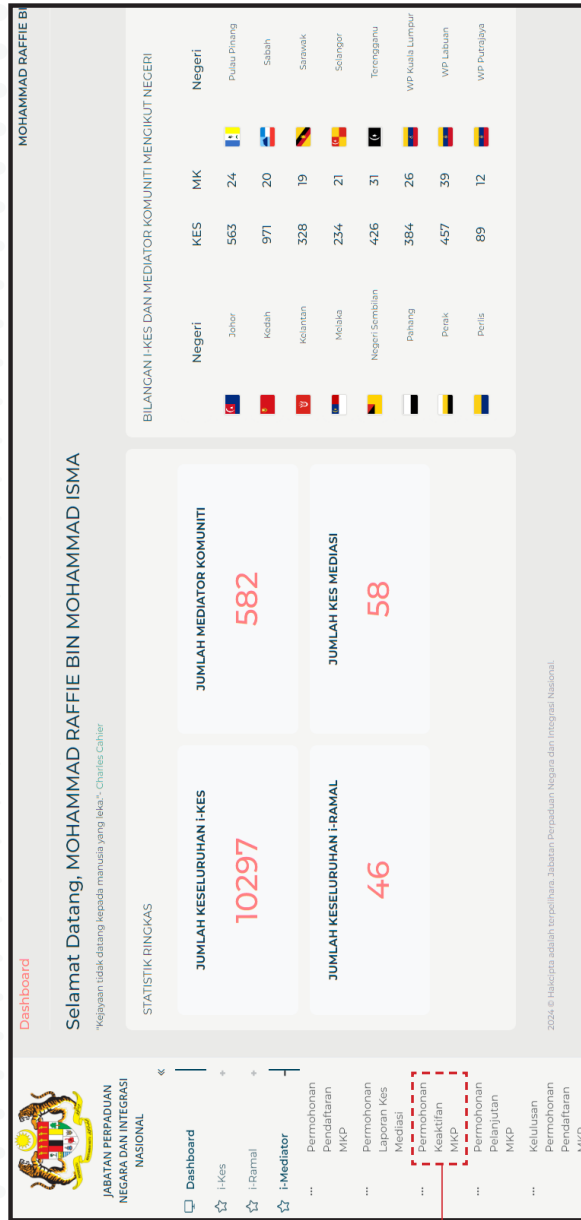 JABATAN PERPADUAN
NEGARA DAN INTEGRASI
NASIONAL
«
Dashboard
i-Kes
i-Ramal
i-Mediator
... Permohonan
Pendaftaran
MKP
... Permohonan
Laporan Kes
Mediasi
... Permohonan
Keaktifan
MKP
... Permohonan
Pelanjutan
MKP
... Kelulusan
Permohonan
Pendaftaran
MKP
Dashboard
MOHAMMAD RAFFIE BI
Selamat Datang, MOHAMMAD RAFFIE BIN MOHAMMAD ISMA
"Kejayaan tidak datang kepada manusia yang leka."- Charles Cahier
STATISTIK RINGKAS
JUMLAH KESELURUHAN i-KES
10297
JUMLAH MEDIATOR KOMUNITI
582
JUMLAH KESELURUHAN i-RAMAL
46
JUMLAH KES MEDIASI
58
BILANGAN I-KES DAN MEDIATOR KOMUNITI MENGIKUT NEGERI
Negeri KES MK Negeri
Johor 563 24 Pulau Pinang
Kedah 971 20 Sabah
Kelantan 328 19 Sarawak
Melaka 234 21 Selangor
Negeri Sembilan 426 31 Terengganu
Pahang 384 26 WP Kuala Lumpur
Perak 457 39 WP Labuan
Perlis 89 12 WP Putrajaya
2024 © Hakcipta adalah terpelihara. Jabatan Perpaduan Negara dan Integrasi Nasional.